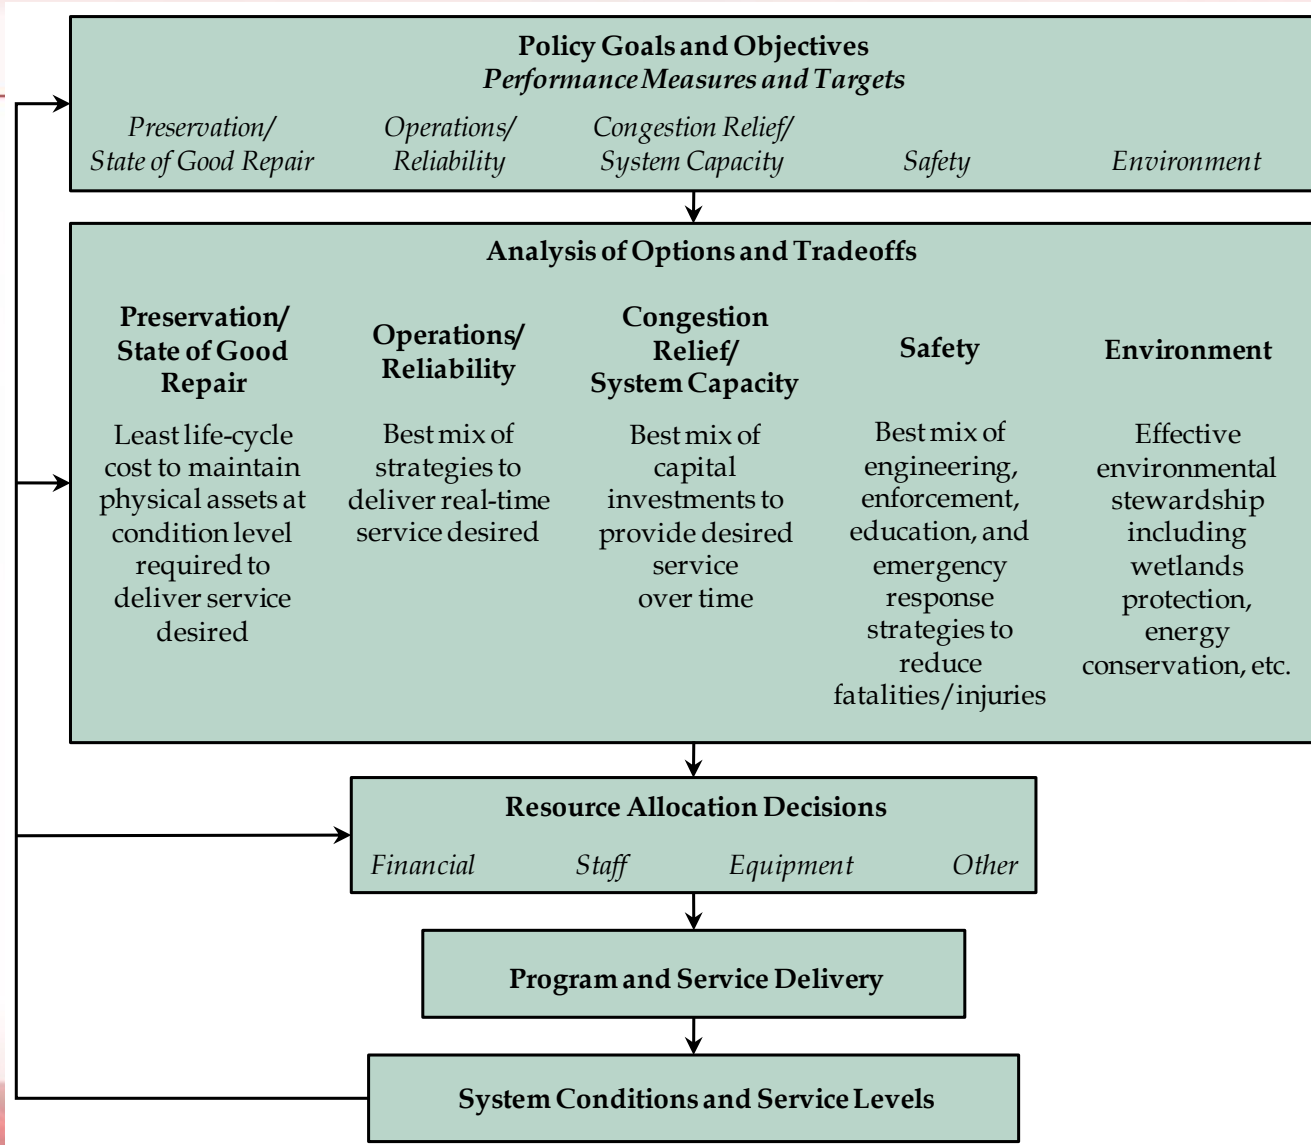 Policy Goals and Objectives
Performance Measures and Targets
Preservation/
State of Good Repair
Operations/
Reliability
Congestion Relief/
System Capacity
Safety
Environment
Analysis of Options and Tradeoffs
Preservation/
State of Good
Repair
Least life-cycle
cost to maintain
physical assets at
condition level
required to
deliver service
desired
Operations/
Reliability
Best mix of
strategies to
deliver real-time
service desired
Congestion
Relief/
System Capacity
Best mix of
capital
investments to
provide desired
service
over time
Safety
Best mix of
engineering,
enforcement,
education, and
emergency
response
strategies to
reduce
fatalities/injuries
Environment
Effective
environmental
stewardship
including
wetlands
protection,
energy
conservation, etc.
Resource Allocation Decisions
Financial
Staff
Equipment
Other
Program and Service Delivery
System Conditions and Service Levels